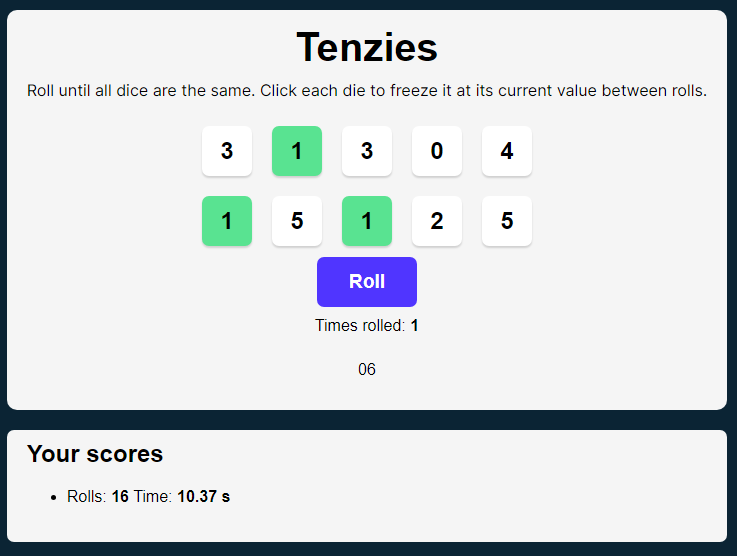 Tenzies
Roll until all dice are the same. Click each die to freeze it at its current value between rolls.
3 1 3 0 4
1 5 1 2 5
Roll
Times rolled: 1
06
Your scores
• Rolls: 16 Time: 10.37 s